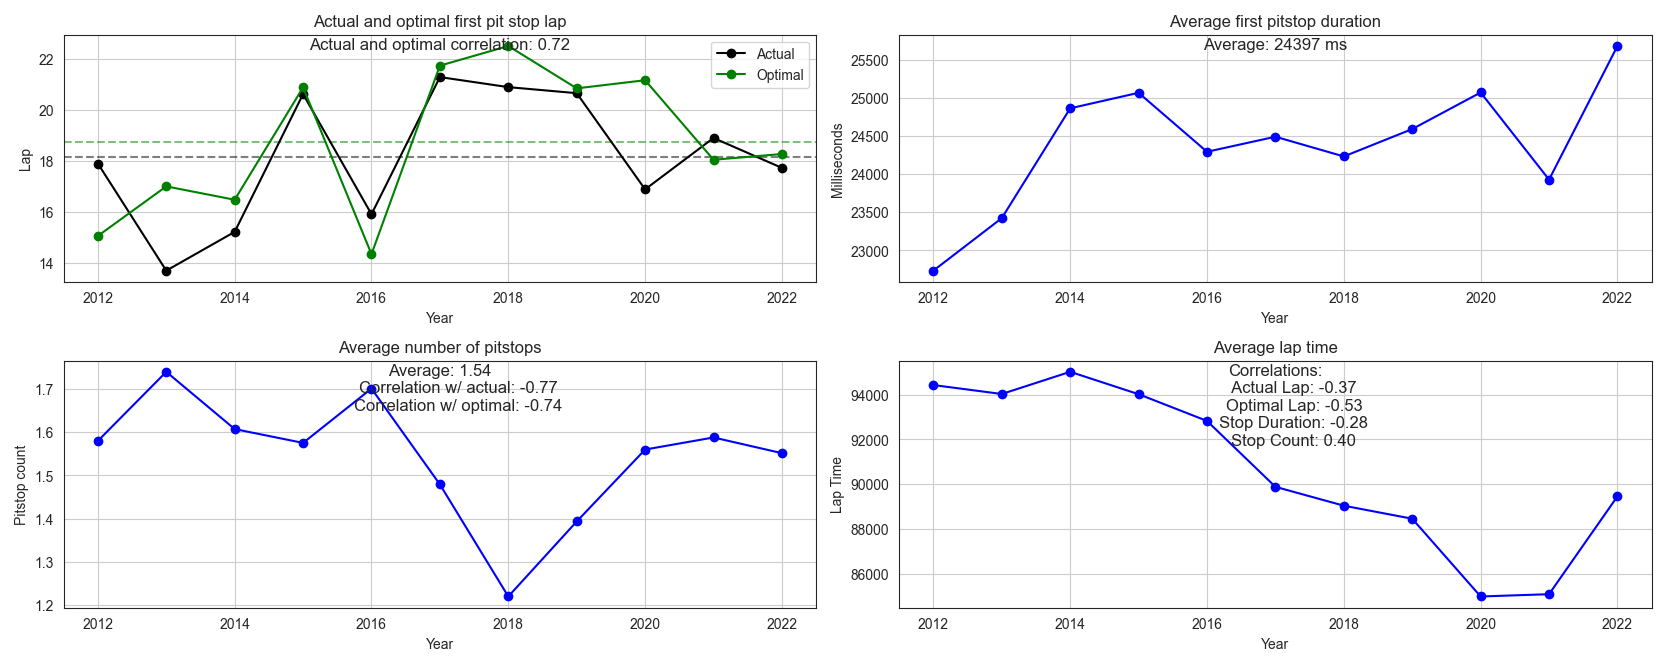 Actual and optimal first pit stop lap
Actual and optimal correlation: 0.72
Actual
Optimal
22
20
18
16
14
Lap
2012 2014 2016 2018 2020 2022
Year
Average first pitstop duration
Average: 24397 ms
25500
25000
24500
24000
23500
23000
Milliseconds
2012 2014 2016 2018 2020 2022
Year
Average number of pitstops
Average: 1.54
Correlation w/ actual: -0.77
Correlation w/ optimal: -0.74
1.7
1.6
1.5
1.4
1.3
1.2
Pitstop count
2012 2014 2016 2018 2020 2022
Year
Average lap time
Correlations:
Actual Lap: -0.37
Optimal Lap: -0.53
Stop Duration: -0.28
Stop Count: 0.40
94000
92000
90000
88000
86000
Lap Time
2012 2014 2016 2018 2020 2022
Year